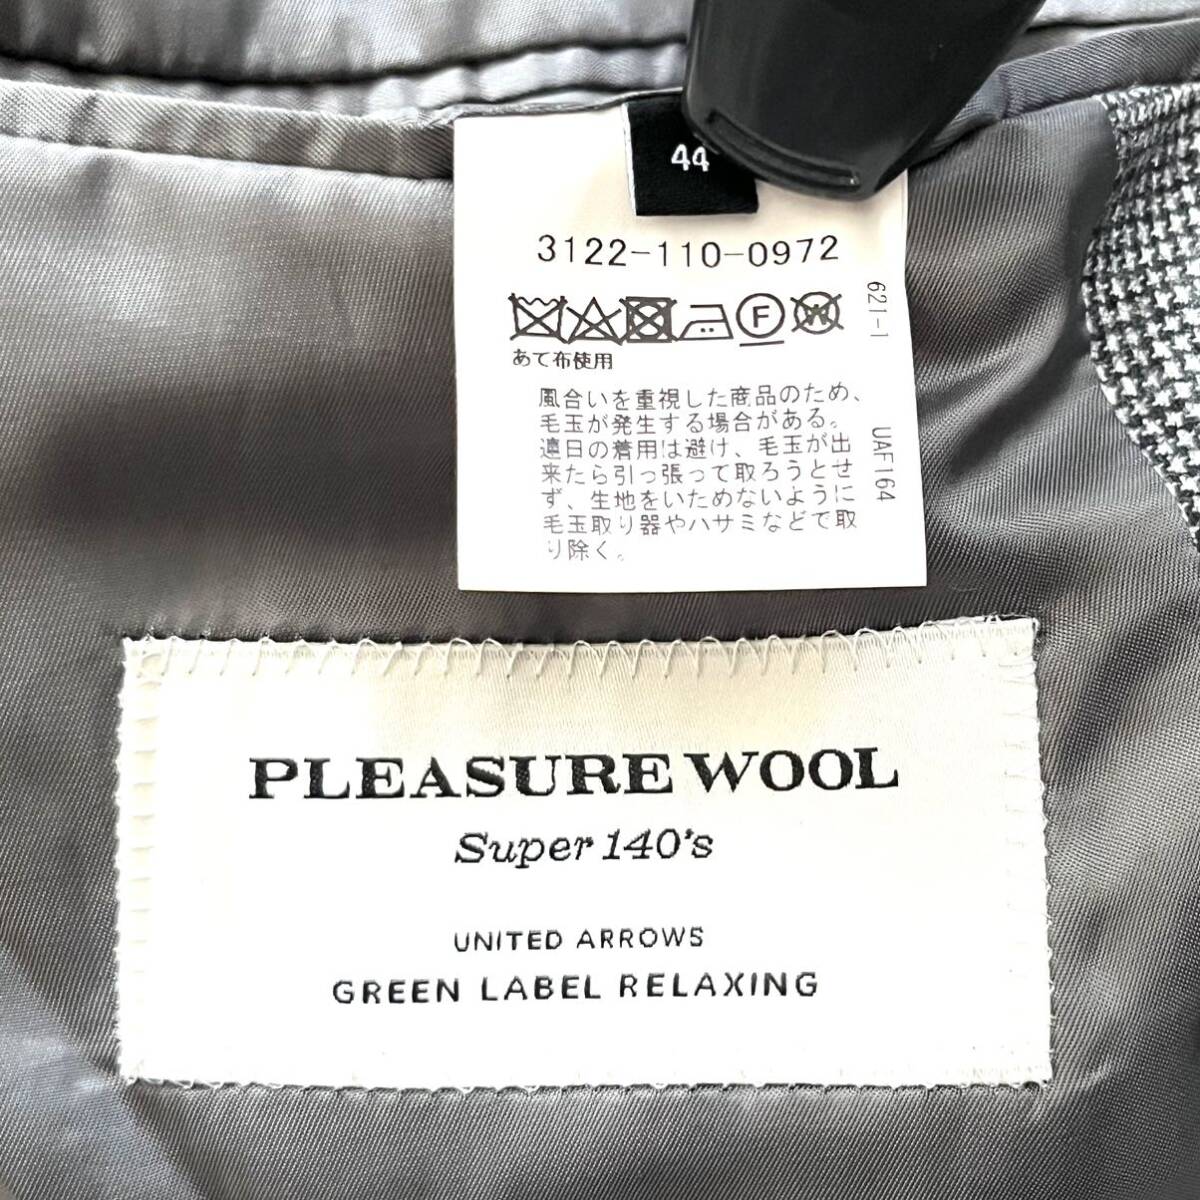 44
3122-110-0972
F
W
あて布使用
風合いを重視した商品のため、
毛玉が発生する場合がある。
連日の着用は避け、毛玉が出
来たら引っ張って取ろうとせ
ず、生地をいためないように
毛玉取り器やハサミなどで取
り除く。
621-1
UAF164
PLEASURE WOOL
Super 140's
UNITED ARROWS
GREEN LABEL RELAXING